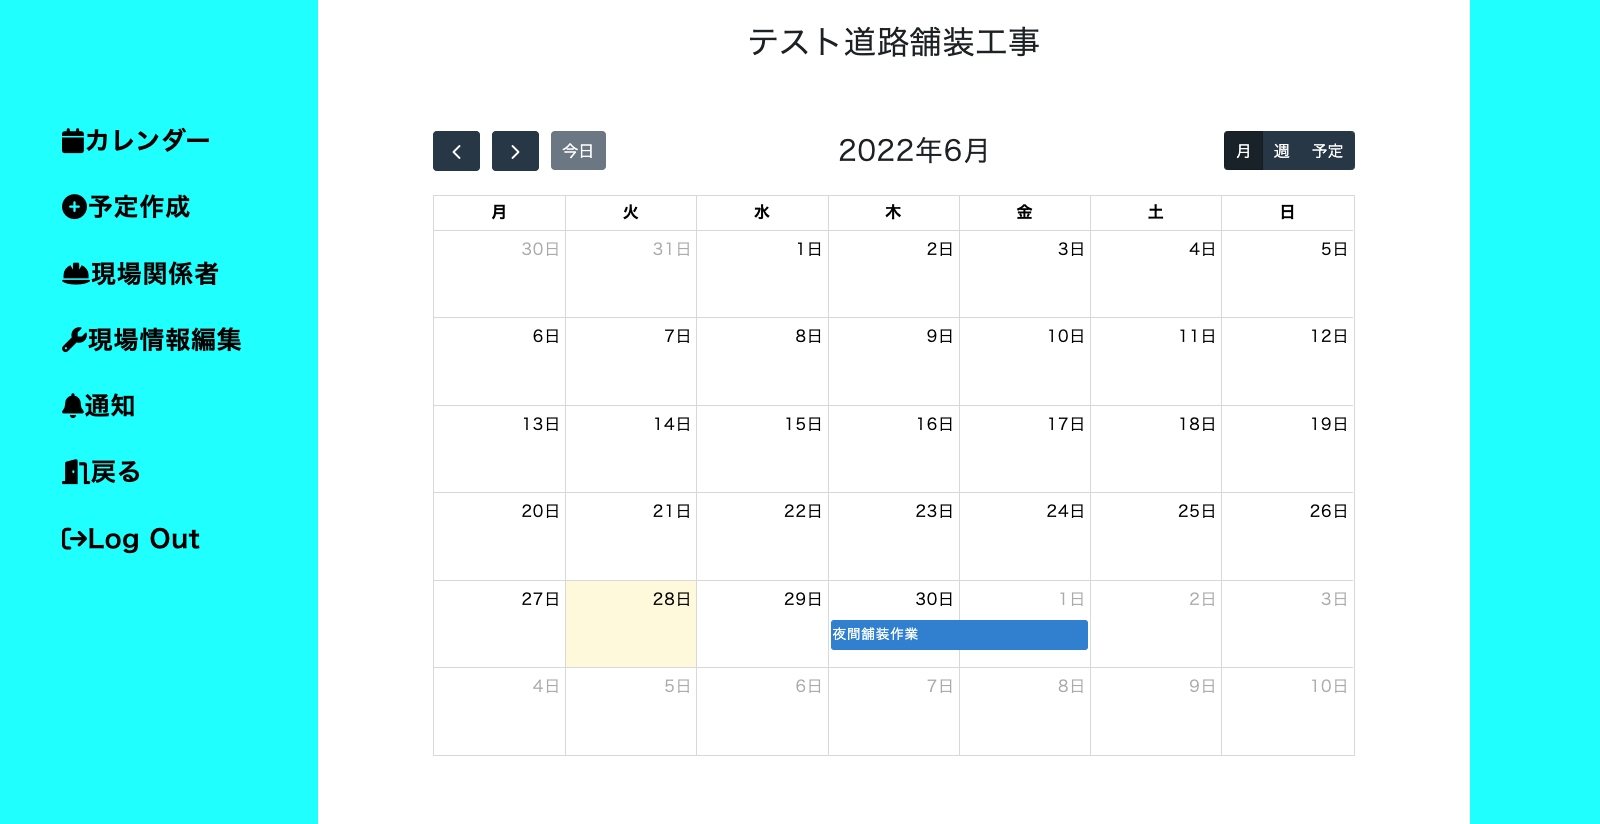 テスト道路舗装工事
カレンダー
予定作成
現場関係者
現場情報編集
通知
戻る
Log Out
今日
2022年6月
月 週 予定
月 火 水 木 金 土 日
30日 31日 1日 2日 3日 4日 5日
6日 7日 8日 9日 10日 11日 12日
13日 14日 15日 16日 17日 18日 19日
20日 21日 22日 23日 24日 25日 26日
27日 28日 29日 30日 1日 2日 3日
夜間舗装作業
4日 5日 6日 7日 8日 9日 10日